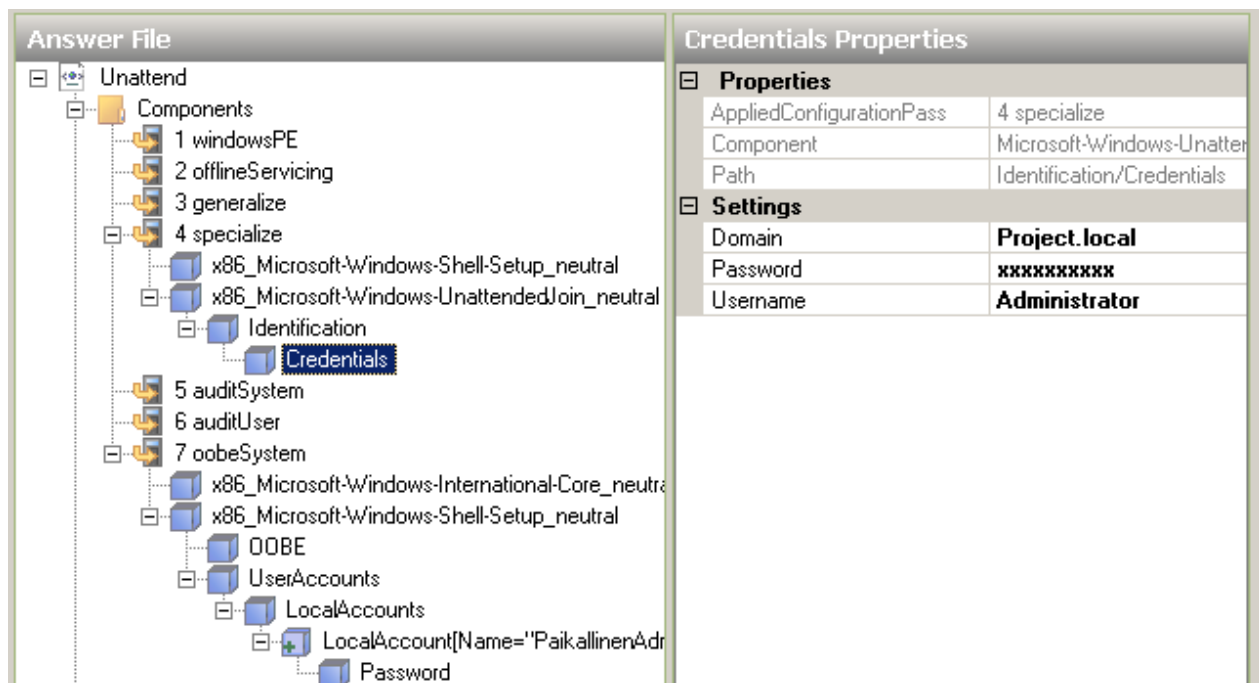 Answer File
Unattend
Components
1 windowsPE
2 offlineServicing
3 generalize
4 specialize
x86_Microsoft-Windows-Shell-Setup_neutral
x86_Microsoft-Windows-UnattendedJoin_neutral
Identification
Credentials
5 auditSystem
6 auditUser
7 oobeSystem
x86_Microsoft-Windows-International-Core_neutra
x86_Microsoft-Windows-Shell-Setup_neutral
OOBE
UserAccounts
LocalAccounts
LocalAccount[Name="PaikallinenAdr
Password
Credentials Properties
Properties
AppliedConfigurationPass 4 specialize
Component Microsoft-Windows-Unatter
Path Identification/Credentials
Settings
Domain Project.local
Password xxxxxxxxxx
Username Administrator